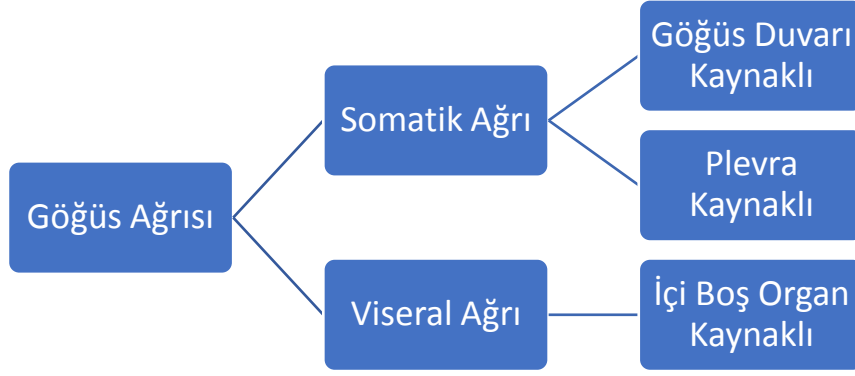 Göğüs Ağrısı
Somatik Ağrı
Göğüs Duvarı
Kaynaklı
Plevra
Kaynaklı
Viseral Ağrı
İçi Boş Organ
Kaynaklı